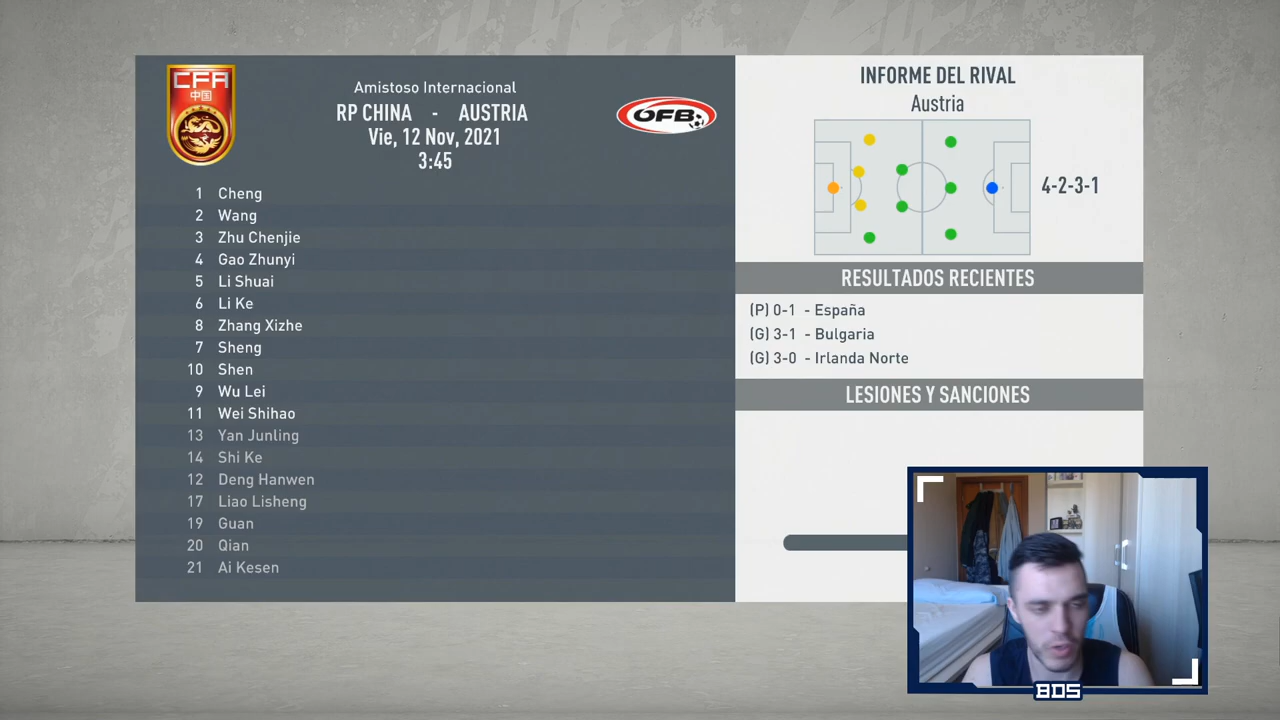 CFA
中国
Amistoso Internacional
RP CHINA - AUSTRIA
Vie, 12 Nov, 2021
3:45
ÖFB
1 Cheng
2 Wang
3 Zhu Chenjie
4 Gao Zhunyi
5 Li Shuai
6 Li Ke
8 Zhang Xizhe
7 Sheng
10 Shen
9 Wu Lei
11 Wei Shihao
13 Yan Junling
14 Shi Ke
12 Deng Hanwen
17 Liao Lisheng
19 Guan
20 Qian
21 Ai Kesen
INFORME DEL RIVAL
Austria
4-2-3-1
RESULTADOS RECIENTES
(P) 0-1 - España
(G) 3-1 - Bulgaria
(G) 3-0 - Irlanda Norte
LESIONES Y SANCIONES
BDS